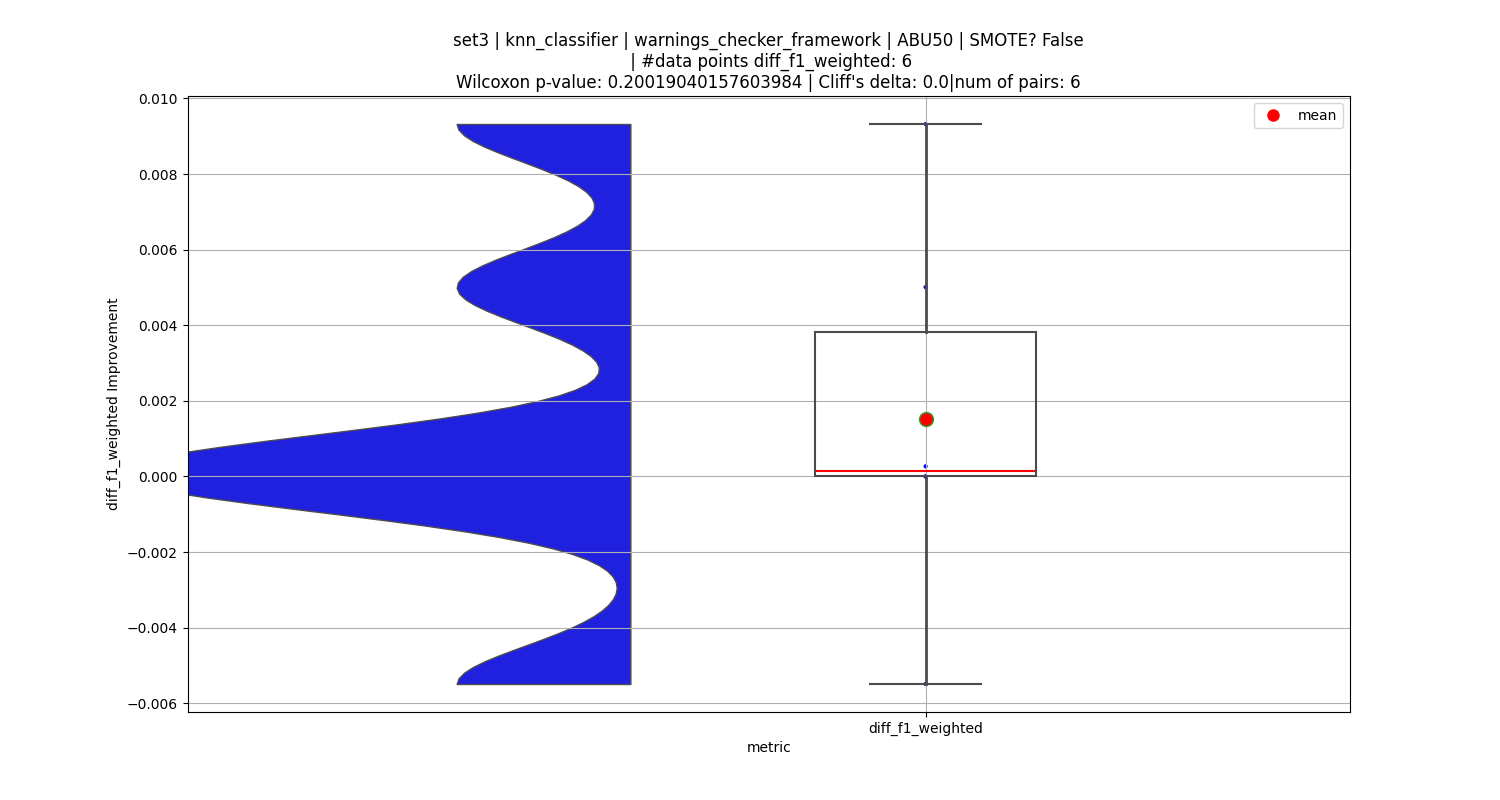 set3 | knn_classifier | warnings_checker_framework | ABU50 | SMOTE? False
| #data points diff_f1_weighted: 6
Wilcoxon p-value: 0.20019040157603984 | Cliff's delta: 0.0|num of pairs: 6
mean
0.010
0.008
0.006
0.004
0.002
0.000
−0.002
−0.004
−0.006
diff_f1_weighted Improvement
diff_f1_weighted
metric